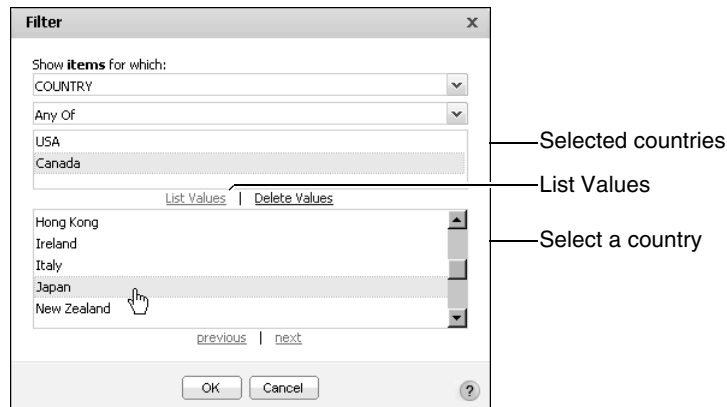 Filter
x
Show items for which:
COUNTRY
Any Of
USA
Canada
Selected countries
List Values | Delete Values
List Values
Hong Kong
Ireland
Italy
Japan
New Zealand
Select a country
previous | next
OK Cancel ?